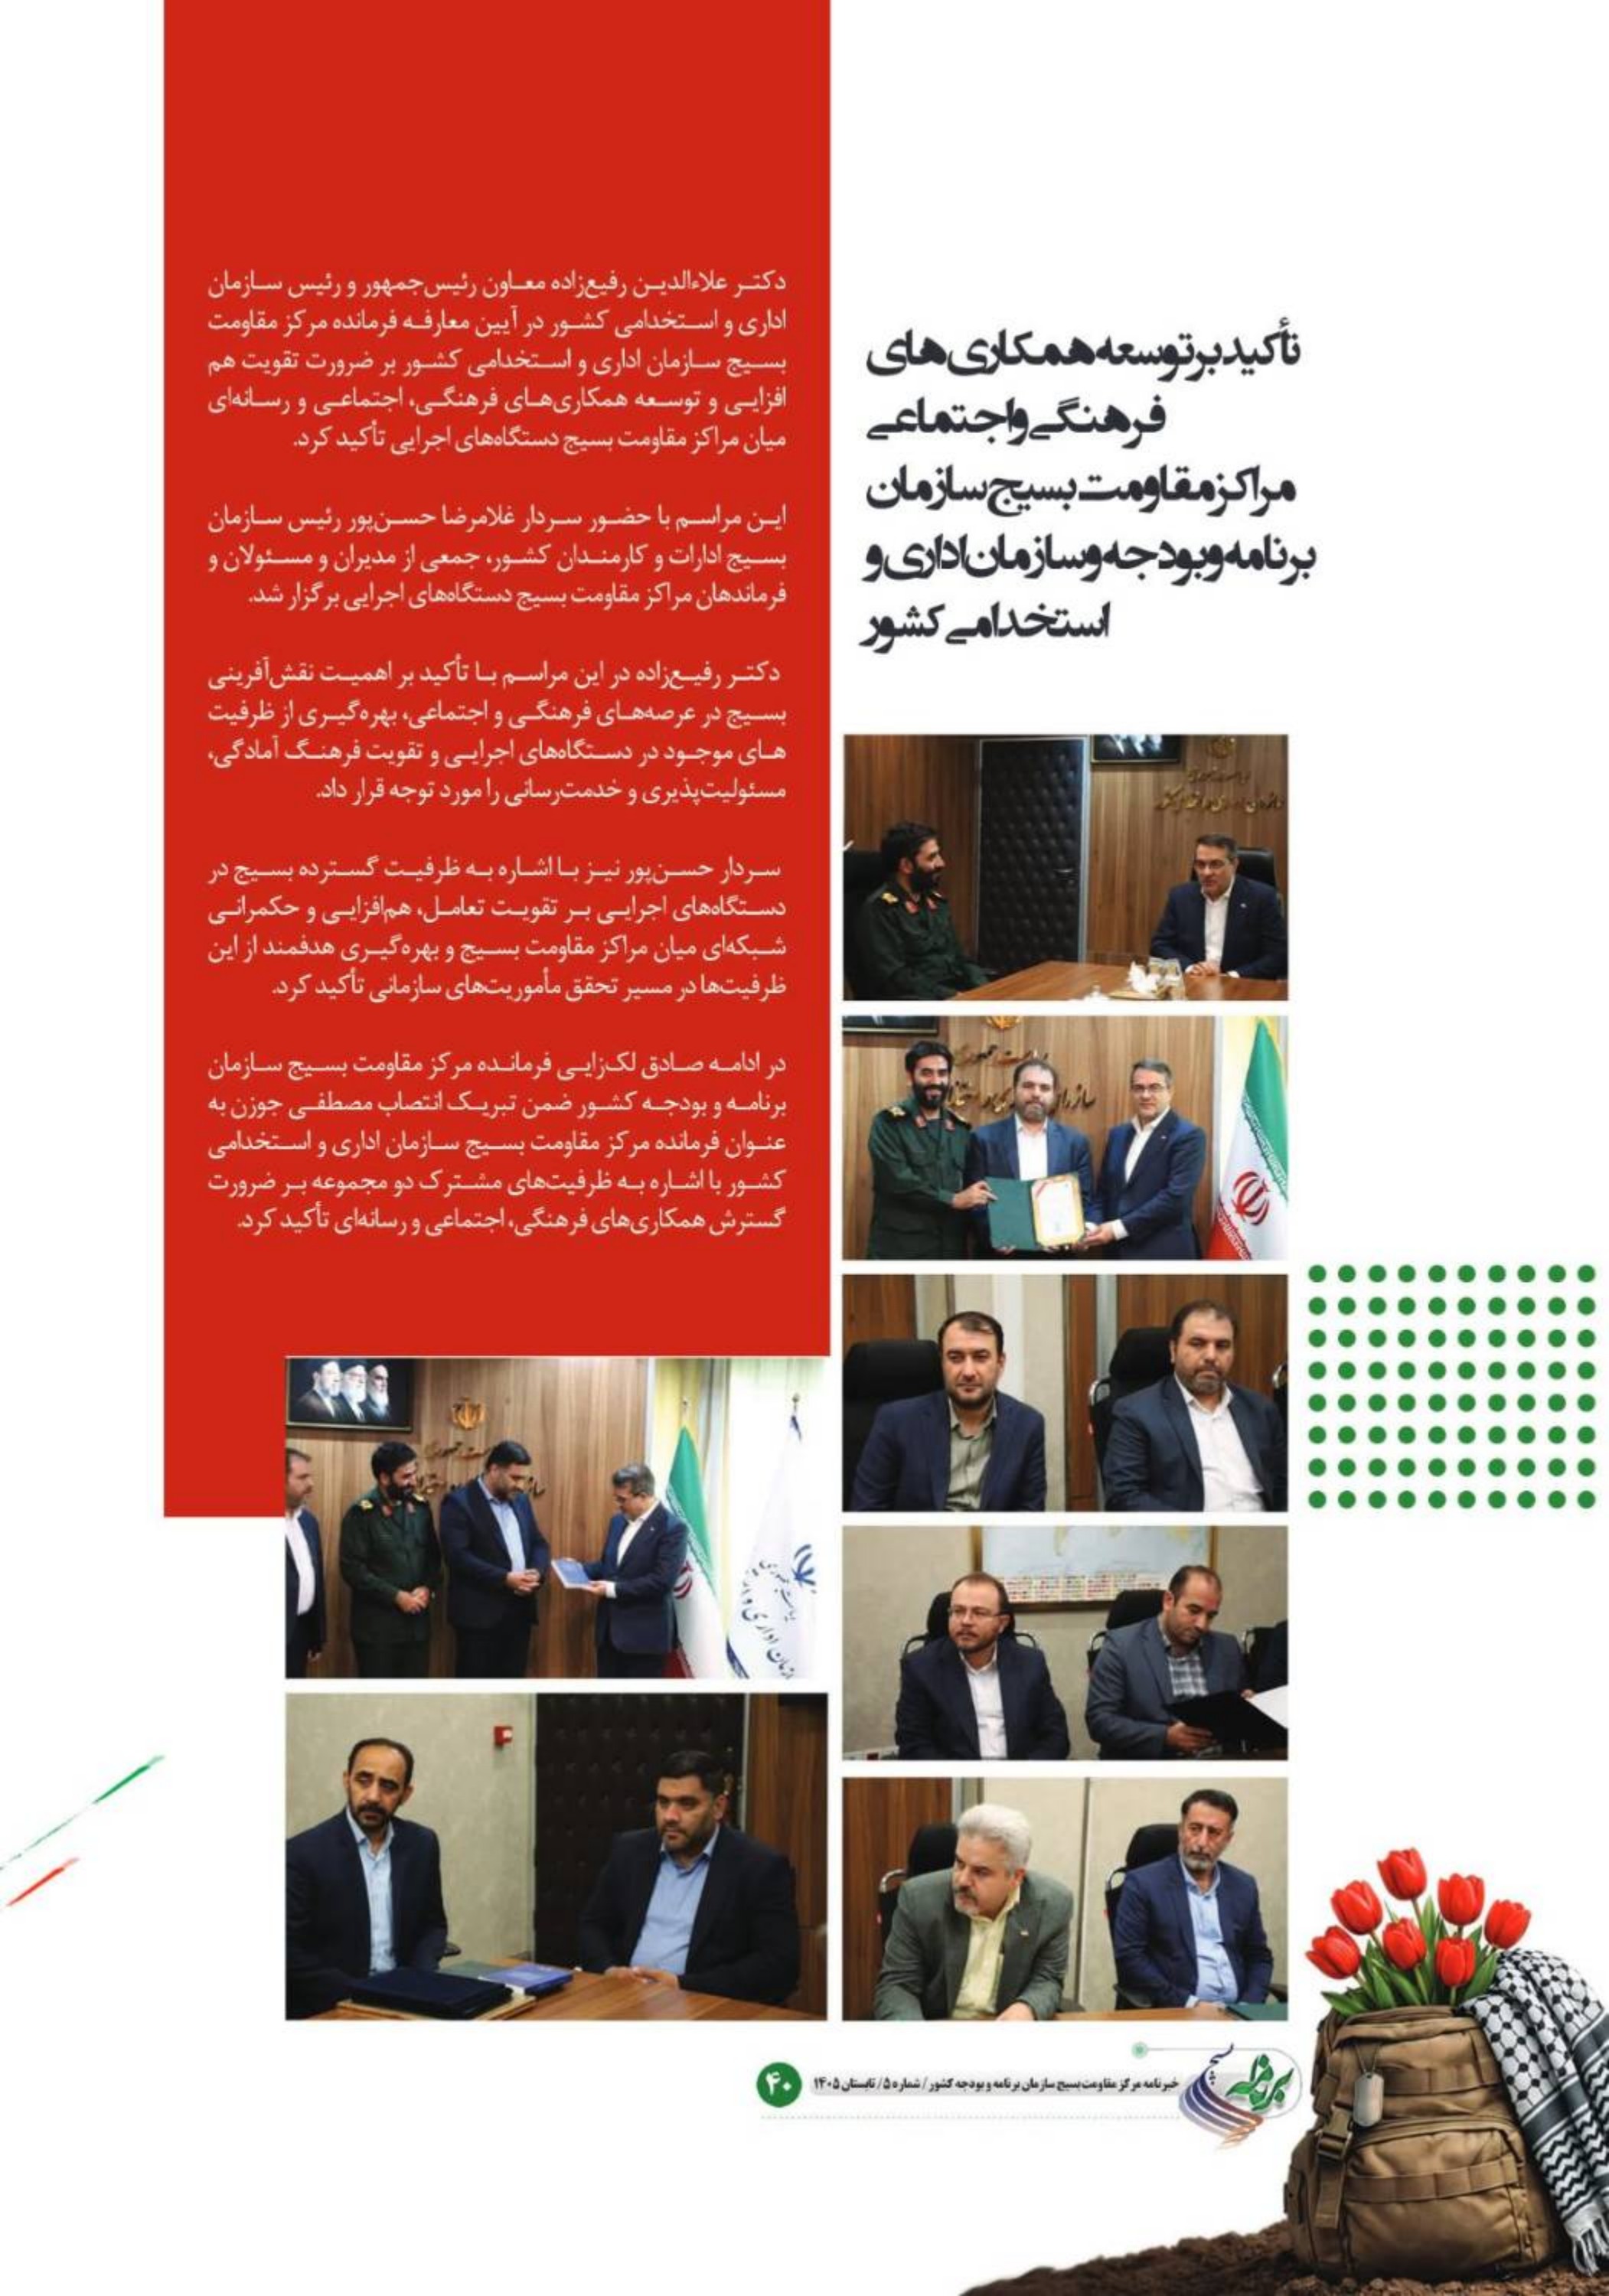 تأکید بر توسعه همکاری های
فرهنگی و اجتماعی
مراکز مقاومت بسیج سازمان
برنامه و بودجه و سازمان اداری و
استخدامی کشور
دکتر علاءالدین رفیع‌زاده معاون رئیس‌جمهور و رئیس سازمان
اداری و استخدامی کشور در آیین معارفه فرمانده مرکز مقاومت
بسیج سازمان اداری و استخدامی کشور بر ضرورت تقویت هم
افزایی و توسعه همکاری‌های فرهنگی، اجتماعی و رسانه‌ای
میان مراکز مقاومت بسیج دستگاه‌های اجرایی تأکید کرد.
این مراسم با حضور سردار غلامرضا حسن‌پور رئیس سازمان
بسیج ادارات و کارمندان کشور، جمعی از مدیران و مسئولان و
فرماندهان مراکز مقاومت بسیج دستگاه‌های اجرایی برگزار شد.
دکتر رفیع‌زاده در این مراسم با تأکید بر اهمیت نقش‌آفرینی
بسیج در عرصه‌های فرهنگی و اجتماعی، بهره‌گیری از ظرفیت
های موجود در دستگاه‌های اجرایی و تقویت فرهنگ آمادگی،
مسئولیت‌پذیری و خدمت‌رسانی را مورد توجه قرار داد.
سردار حسن‌پور نیز با اشاره به ظرفیت گسترده بسیج در
دستگاه‌های اجرایی بر تقویت تعامل، هم‌افزایی و حکمرانی
شبکه‌ای میان مراکز مقاومت بسیج و بهره‌گیری هدفمند از این
ظرفیت‌ها در مسیر تحقق مأموریت‌های سازمانی تأکید کرد.
در ادامه صادق لک‌زایی فرمانده مرکز مقاومت بسیج سازمان
برنامه و بودجه کشور ضمن تبریک انتصاب مصطفی جوزن به
عنوان فرمانده مرکز مقاومت بسیج سازمان اداری و استخدامی
کشور با اشاره به ظرفیت‌های مشترک دو مجموعه بر ضرورت
گسترش همکاری‌های فرهنگی، اجتماعی و رسانه‌ای تأکید کرد.
برنامه بسیج
خبرنامه مرکز مقاومت بسیج سازمان برنامه و بودجه کشور / شماره ۵ / تابستان ۱۴۰۵
۴۰